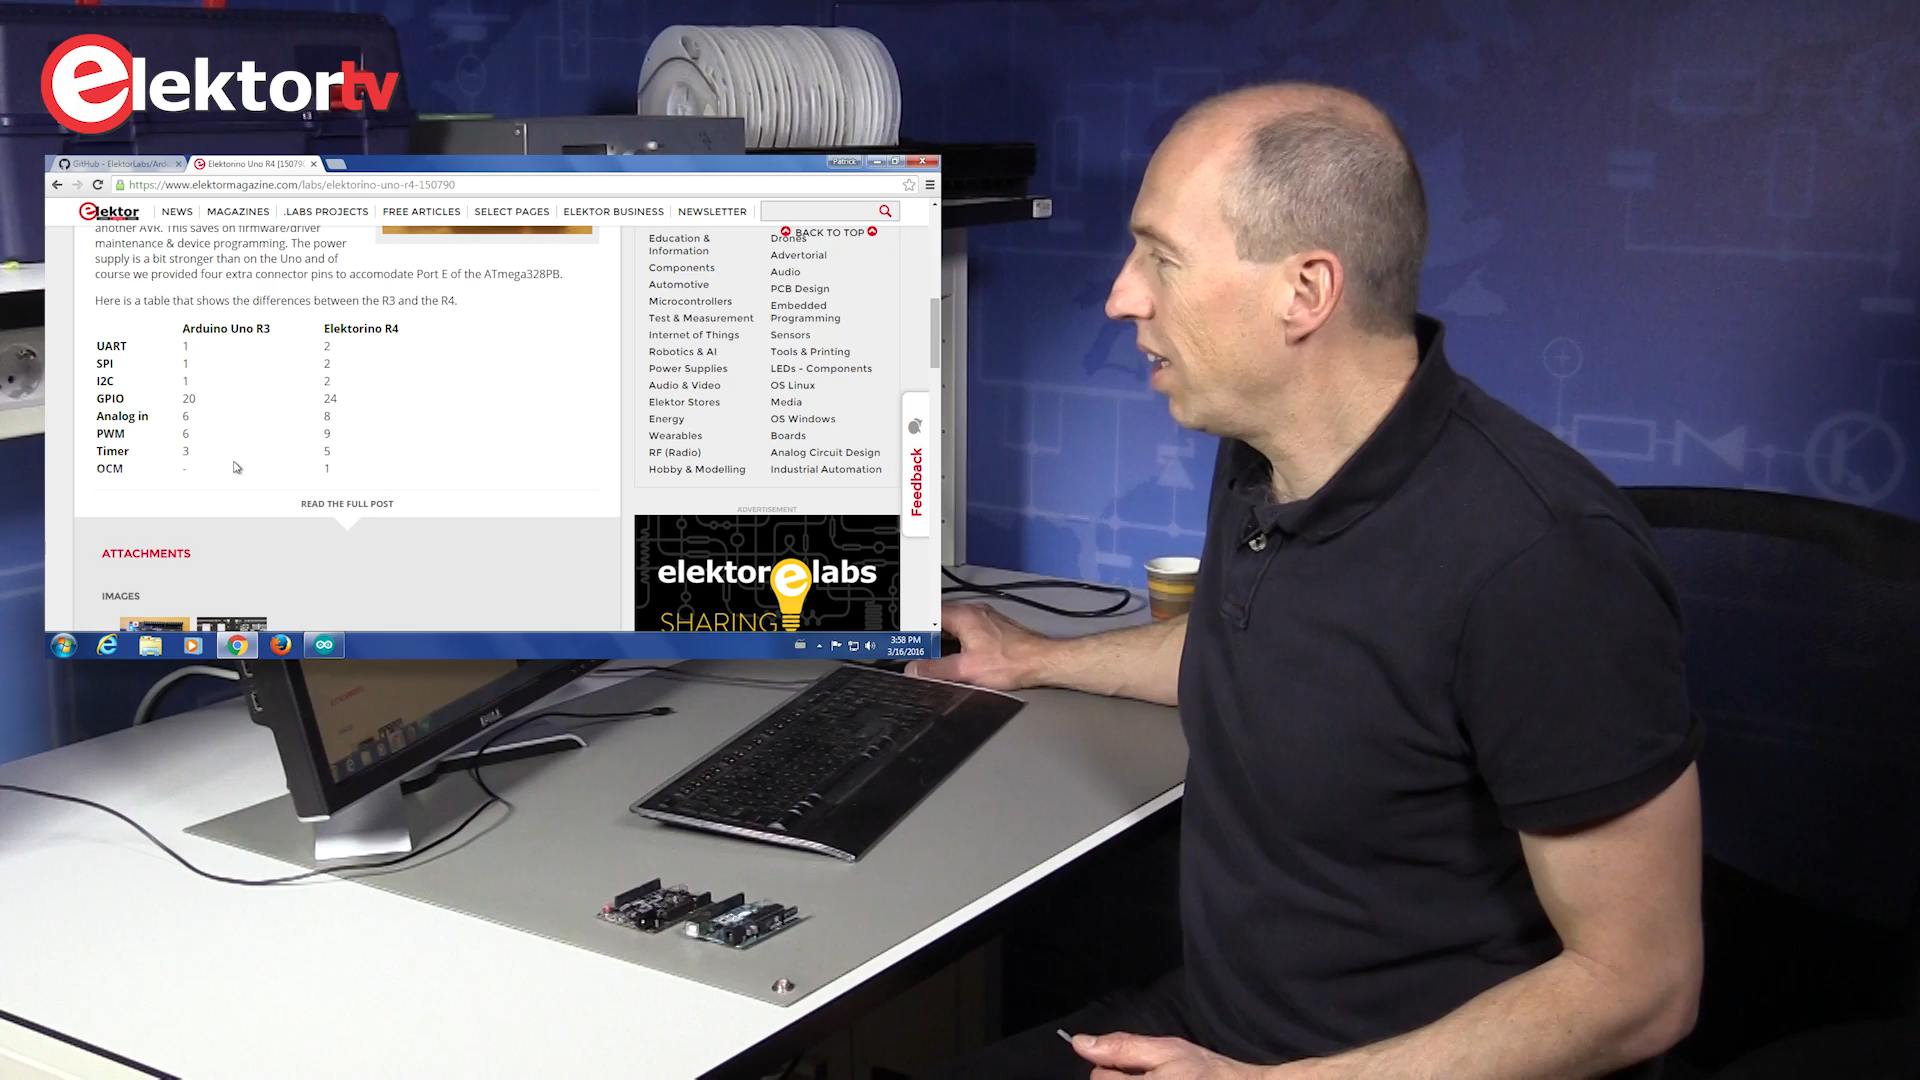 elektortv
GitHub - ElektorLabs/Ardu
Elektorino Uno R4 [150790
Patrick
https://www.elektormagazine.com/labs/elektorino-uno-r4-150790
elektor
NEWS
MAGAZINES
.LABS PROJECTS
FREE ARTICLES
SELECT PAGES
ELEKTOR BUSINESS
NEWSLETTER
BACK TO TOP
another AVR. This saves on firmware/driver
maintenance & device programming. The power
supply is a bit stronger than on the Uno and of
course we provided four extra connector pins to accomodate Port E of the ATmega328PB.
Here is a table that shows the differences between the R3 and the R4.
Arduino Uno R3 Elektorino R4
UART 1 2
SPI 1 2
I2C 1 2
GPIO 20 24
Analog in 6 8
PWM 6 9
Timer 3 5
OCM - 1
READ THE FULL POST
ATTACHMENTS
IMAGES
Education &
Information
Components
Automotive
Microcontrollers
Test & Measurement
Internet of Things
Robotics & AI
Power Supplies
Audio & Video
Elektor Stores
Energy
Wearables
RF (Radio)
Hobby & Modelling
Drones
Advertorial
Audio
PCB Design
Embedded
Programming
Sensors
Tools & Printing
LEDs - Components
OS Linux
Media
OS Windows
Boards
Analog Circuit Design
Industrial Automation
Feedback
ADVERTISEMENT
elektor e labs
SHARING
3:58 PM
3/16/2016
DELL